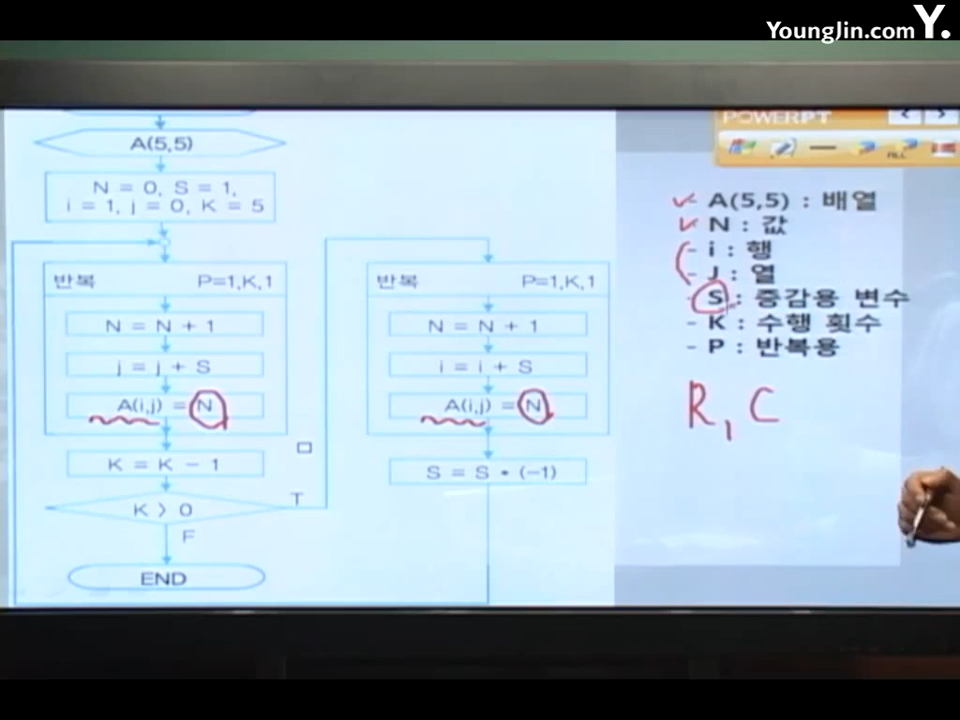 YoungJin.com Y.
POWERPT
A(5,5)
N = 0, S = 1,
i = 1, j = 0, K = 5
반복 P=1,K,1
N = N + 1
j = j + S
A(i,j) = N
K = K - 1
K > 0
T
F
END
반복 P=1,K,1
N = N + 1
i = i + S
A(i,j) = N
S = S * (-1)
A(5,5) : 배열
N : 값
- i : 행
- J : 열
- S : 증감용 변수
- K : 수행 횟수
- P : 반복용
R, C